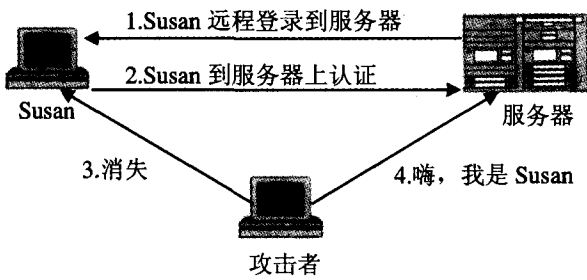 1.Susan 远程登录到服务器
2.Susan 到服务器上认证
Susan
服务器
3.消失
4.嗨，我是 Susan
攻击者